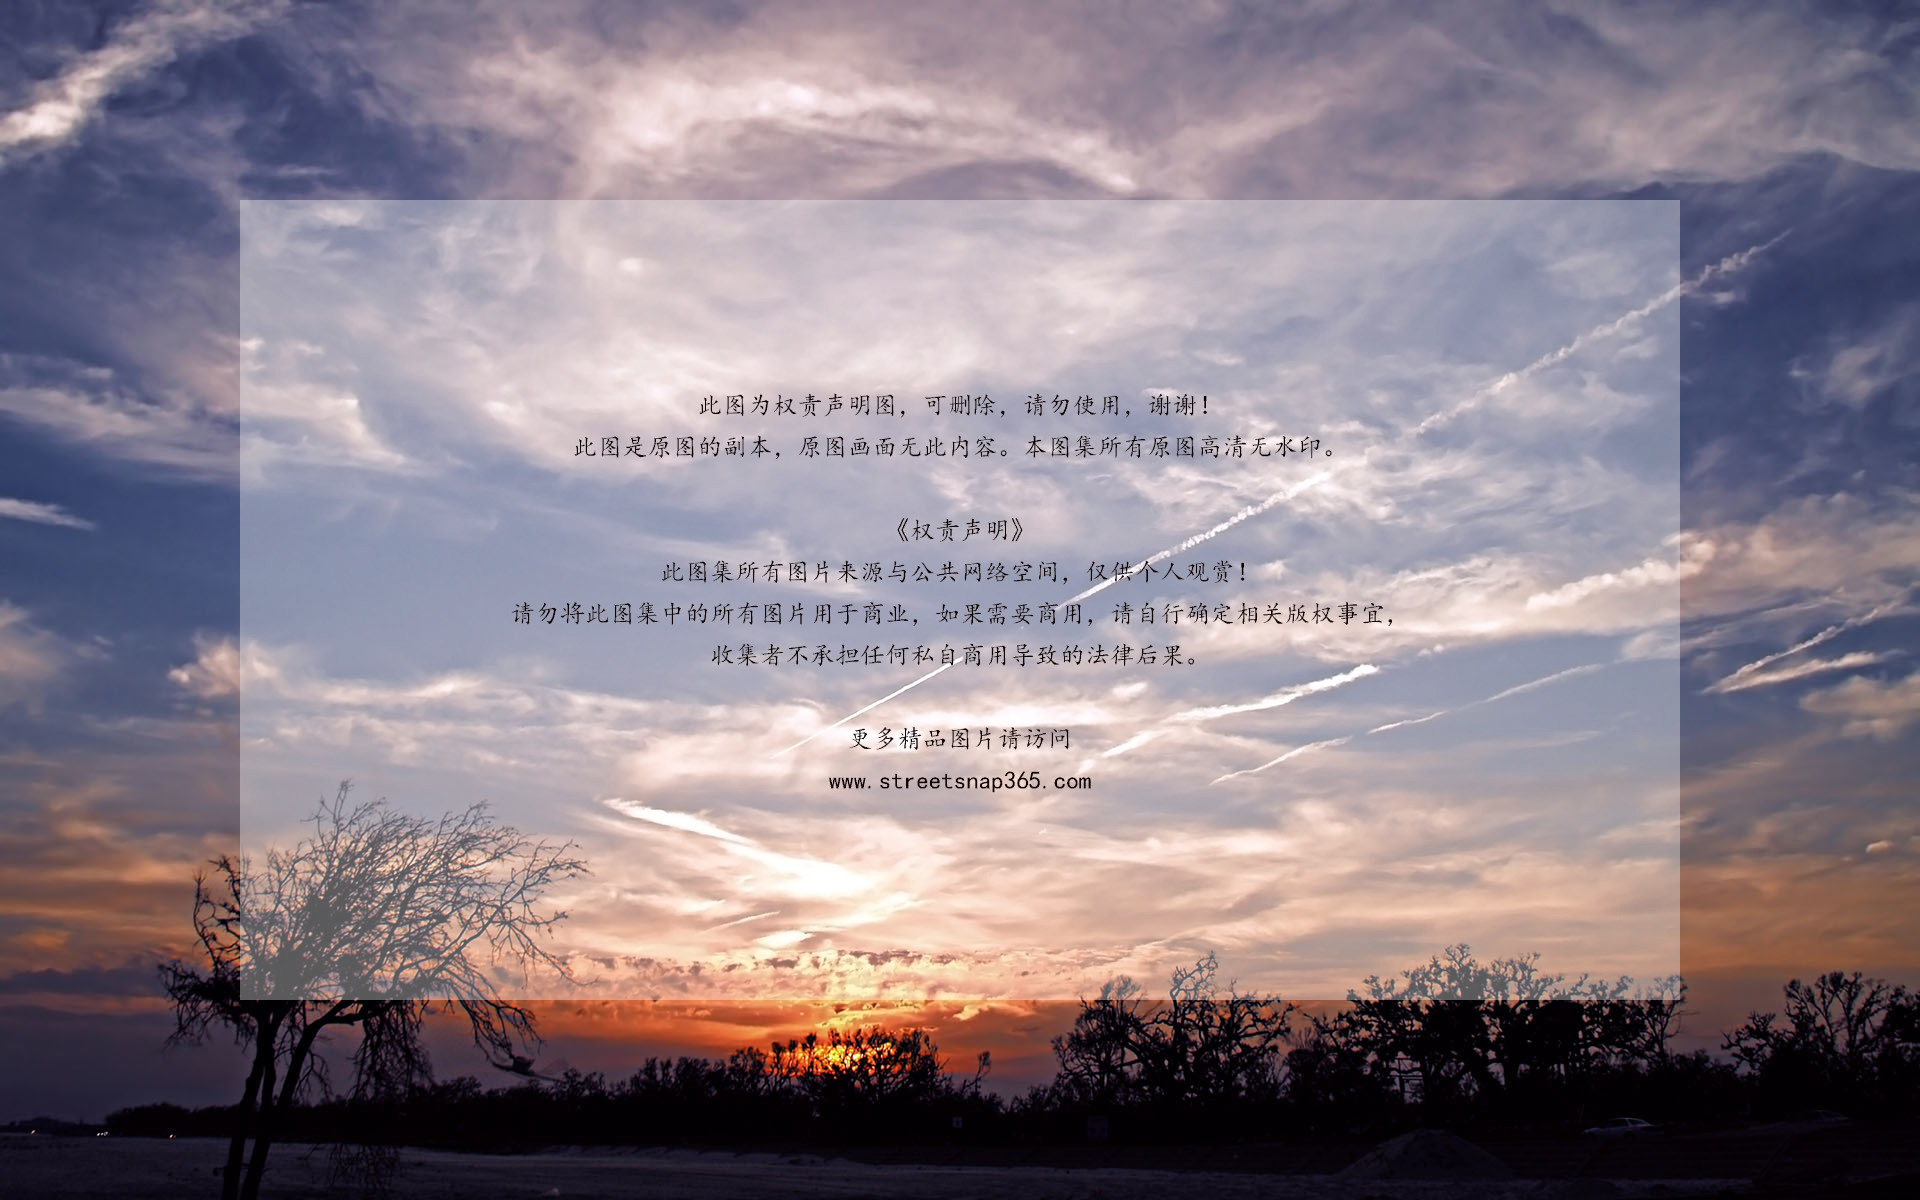 此图为权责声明图，可删除，请勿使用，谢谢！
此图是原图的副本，原图画面无此内容。本图集所有原图高清无水印。
《权责声明》
此图集所有图片来源与公共网络空间，仅供个人观赏！
请勿将此图集中的所有图片用于商业，如果需要商用，请自行确定相关版权事宜，
收集者不承担任何私自商用导致的法律后果。
更多精品图片请访问
www.streetsnap365.com